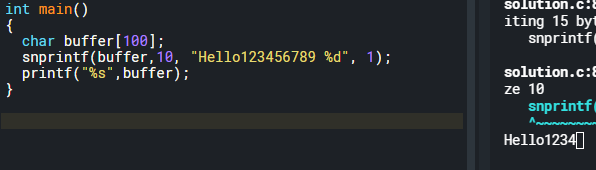 int main()
{
char buffer[100];
snprintf(buffer,10, "Hello123456789 %d", 1);
printf("%s",buffer);
}
solution.c:8
iting 15 byt
snprintf(
solution.c:8
ze 10
snprintf(
^~~~~~~~~
Hello1234